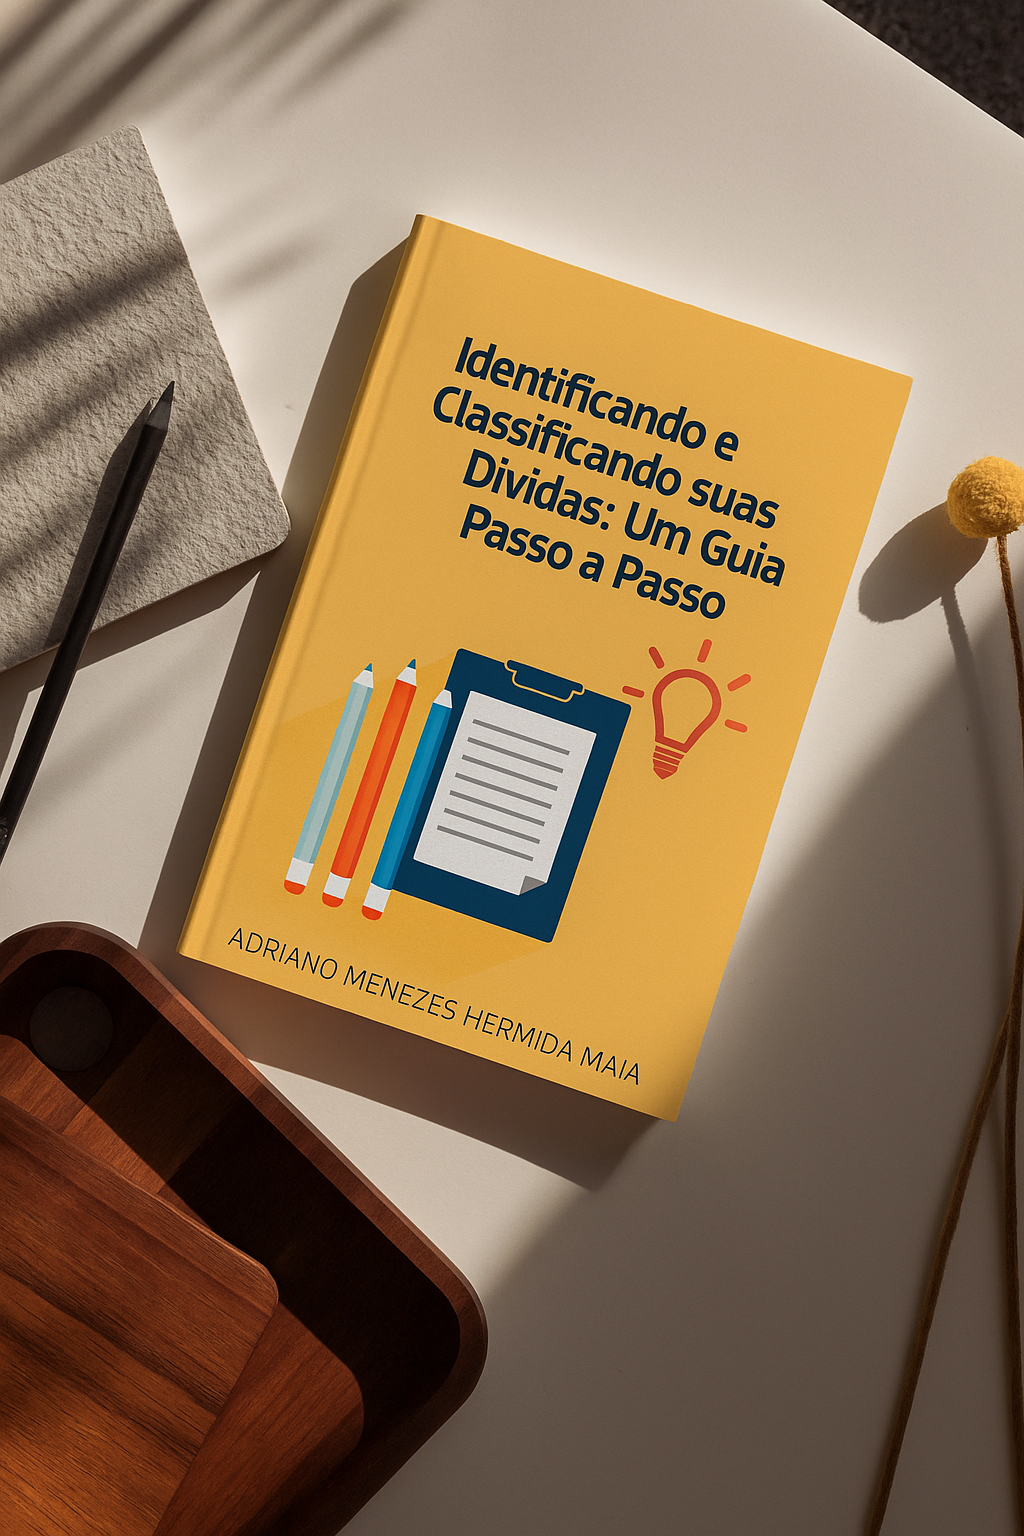 Identificando e
Classificando suas
Dividas: Um Guia
Passo a Passo
ADRIANO MENEZES HERMIDA MAIA